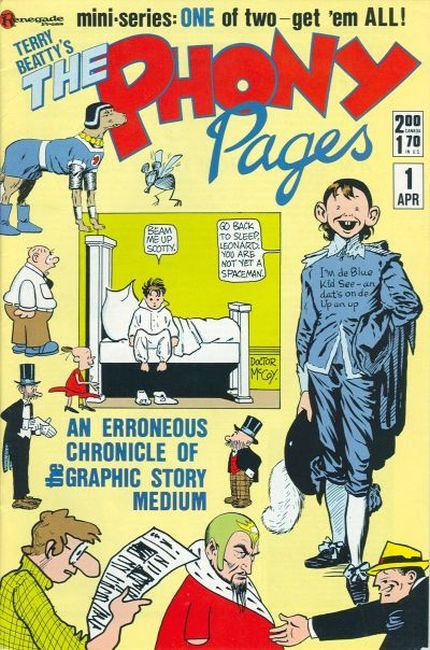 Renegade
Press
mini-series: ONE of two—get 'em ALL!
TERRY
BEATTY'S
THE PHONY
Pages
2.00
CANADA
1.70
IN U.S.
1
APR
BEAM
ME UP
SCOTTY.
GO BACK
TO SLEEP,
LEONARD.
YOU ARE
NOT YET A
SPACEMAN.
DOCTOR
McCOY
I'm de Blue
Kid See - an
dat's on de
Up an up
AN ERRONEOUS
CHRONICLE OF
the GRAPHIC STORY
MEDIUM